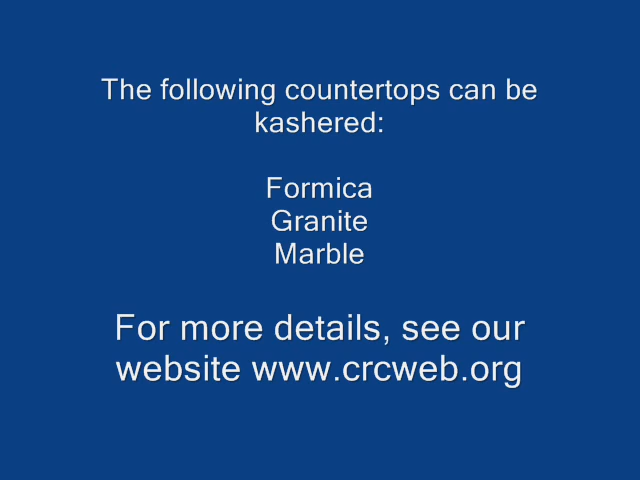 The following countertops can be
kashered:
Formica
Granite
Marble
For more details, see our
website www.crcweb.org